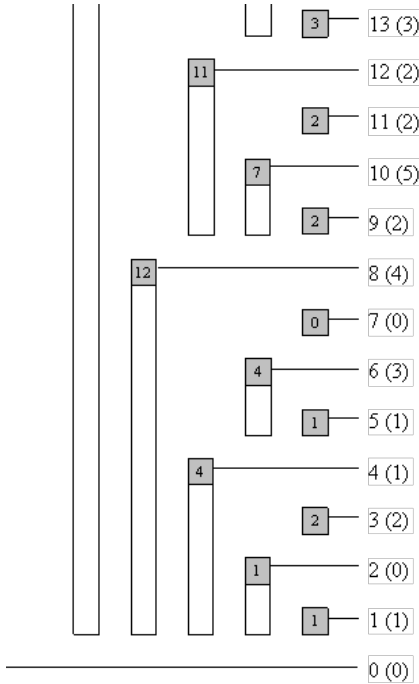 3 13 (3)
11 12 (2)
2 11 (2)
7 10 (5)
2 9 (2)
12 8 (4)
0 7 (0)
4 6 (3)
1 5 (1)
4 4 (1)
2 3 (2)
1 2 (0)
1 1 (1)
0 (0)